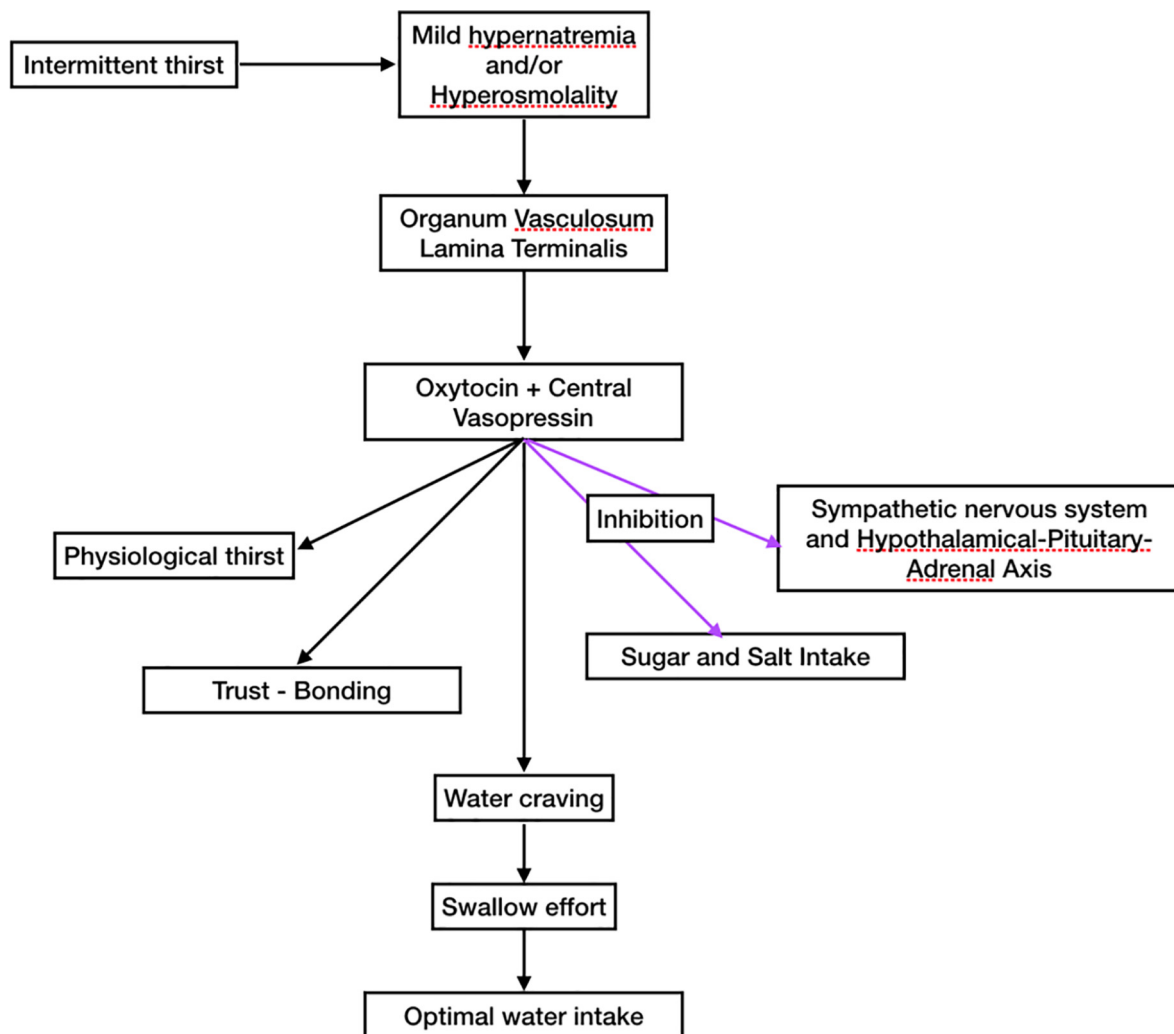 Intermittent thirst
Mild hypernatremia
and/or
Hyperosmolality
Organum Vasculosum
Lamina Terminalis
Oxytocin + Central
Vasopressin
Inhibition
Sympathetic nervous system
and Hypothalamical-Pituitary-
Adrenal Axis
Physiological thirst
Sugar and Salt Intake
Trust - Bonding
Water craving
Swallow effort
Optimal water intake